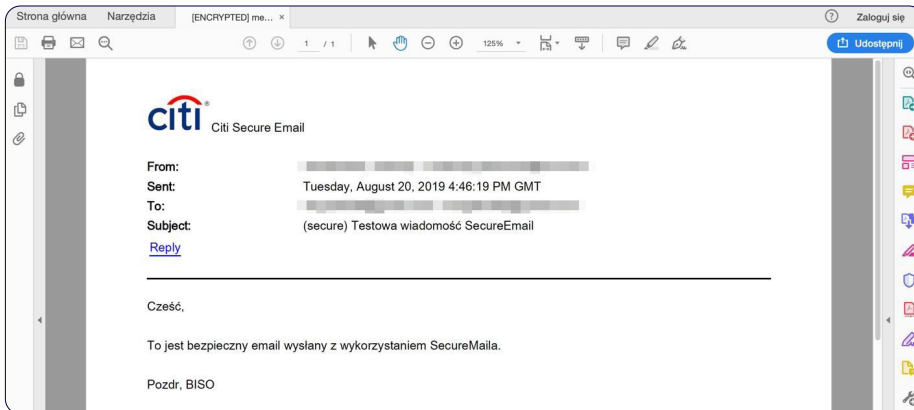 Strona główna Narzędzia [ENCRYPTED] me... × ? Zaloguj się
1 / 1 125% Udostępnij
citi® Citi Secure Email
From:
Sent: Tuesday, August 20, 2019 4:46:19 PM GMT
To:
Subject: (secure) Testowa wiadomość SecureEmail
Reply
Cześć,
To jest bezpieczny email wysłany z wykorzystaniem SecureMaila.
Pozdr, BISO